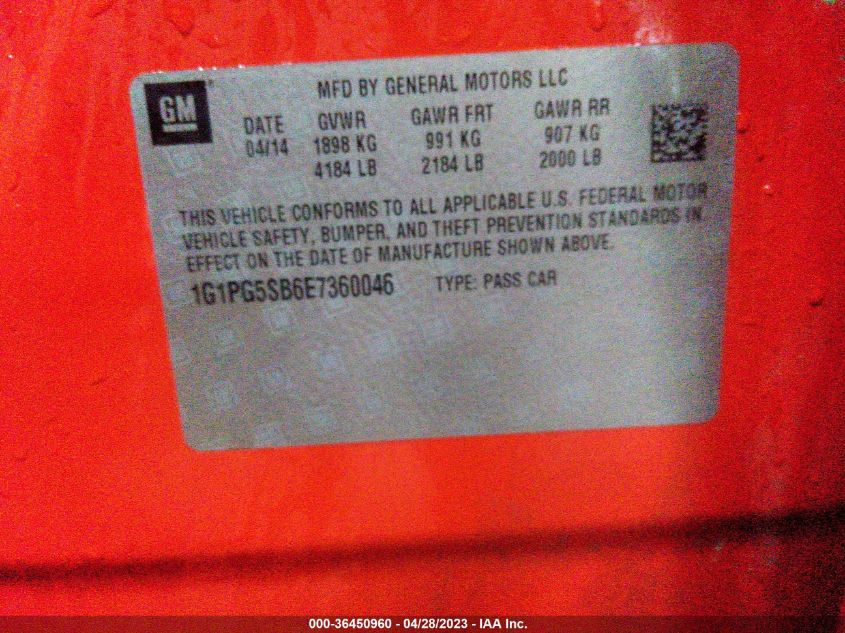 GM
MFD BY GENERAL MOTORS LLC
DATE GVWR GAWR FRT GAWR RR
04/14 1898 KG 991 KG 907 KG
4184 LB 2184 LB 2000 LB
THIS VEHICLE CONFORMS TO ALL APPLICABLE U.S. FEDERAL MOTOR
VEHICLE SAFETY, BUMPER, AND THEFT PREVENTION STANDARDS IN
EFFECT ON THE DATE OF MANUFACTURE SHOWN ABOVE.
1G1PG5SB6E7360046 TYPE: PASS CAR
000-36450960 - 04/28/2023 - IAA Inc.